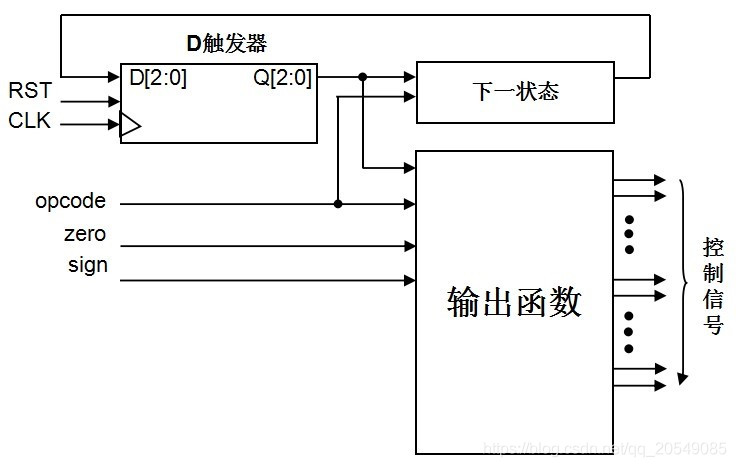 D触发器
D[2:0]
Q[2:0]
RST
CLK
下一状态
opcode
zero
sign
输出函数
控制信号
https://blog.csdn.net/qq_20549085